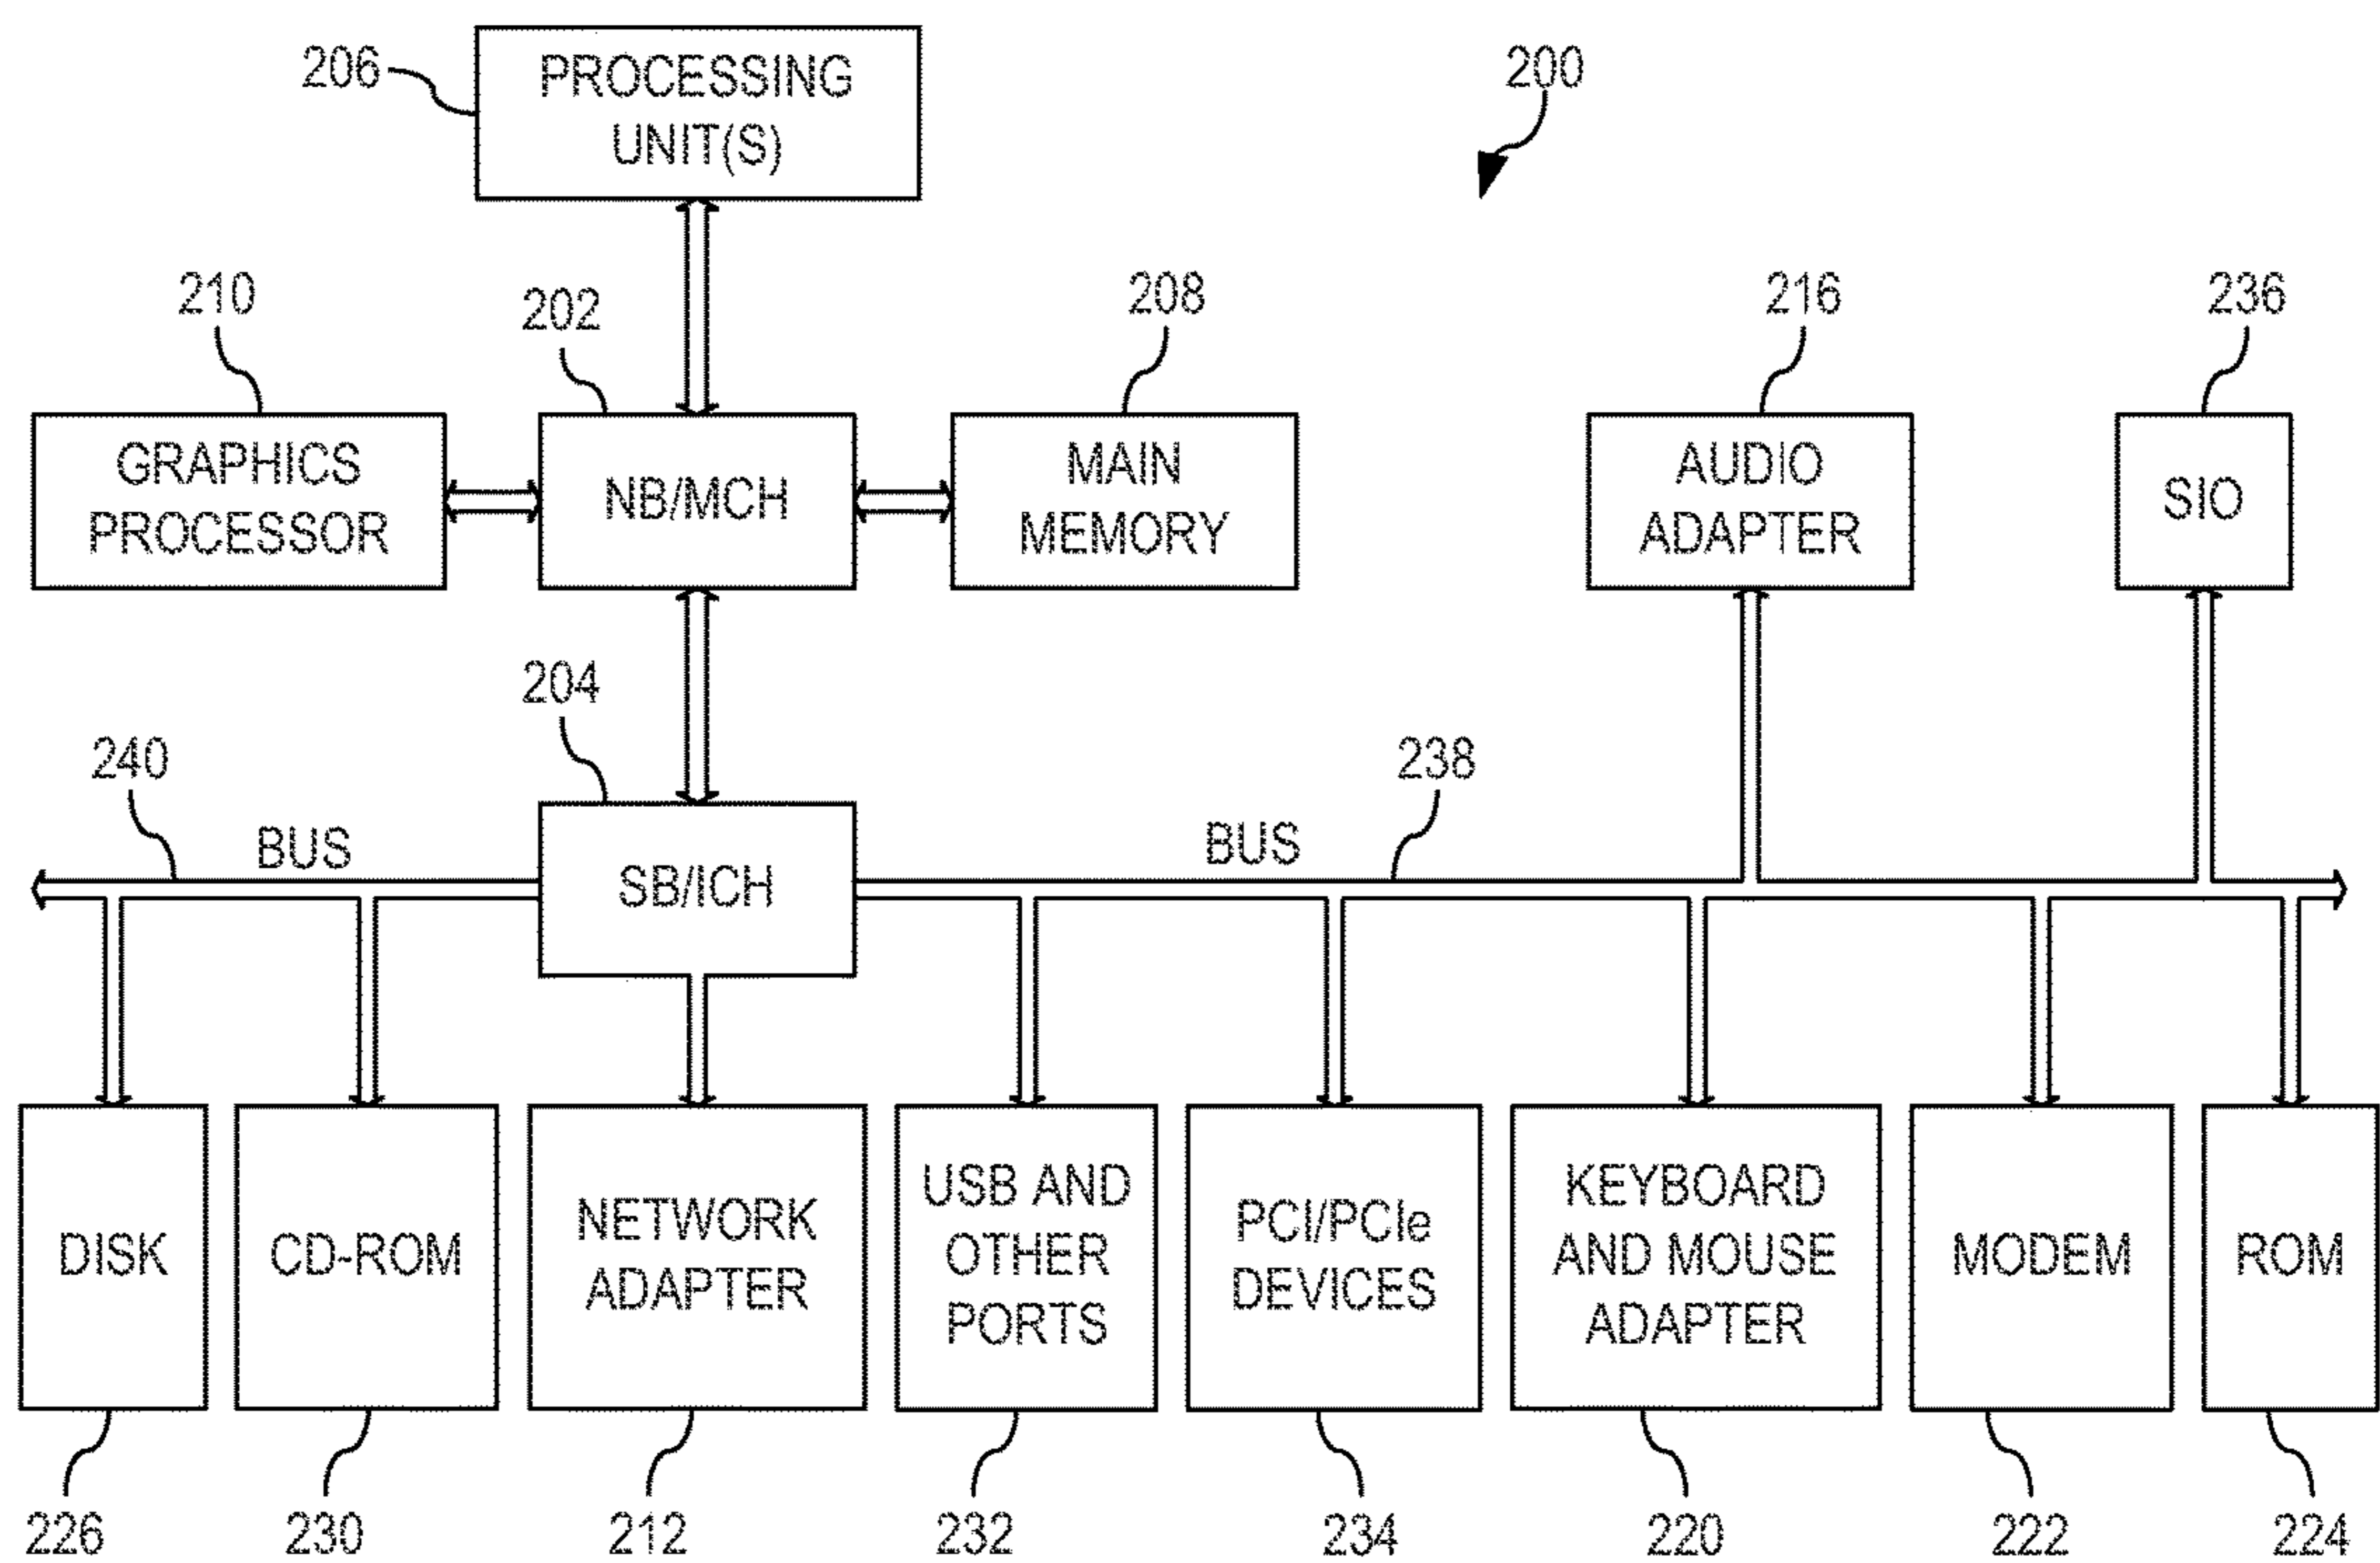 206
PROCESSING
UNIT(S)
200
210
202
208
216
236
GRAPHICS
PROCESSOR
NB/MCH
MAIN
MEMORY
AUDIO
ADAPTER
SIO
204
240
238
BUS
BUS
SB/ICH
DISK
CD-ROM
NETWORK
ADAPTER
USB AND
OTHER
PORTS
PCI/PCIe
DEVICES
KEYBOARD
AND MOUSE
ADAPTER
MODEM
ROM
226
230
212
232
234
220
222
224